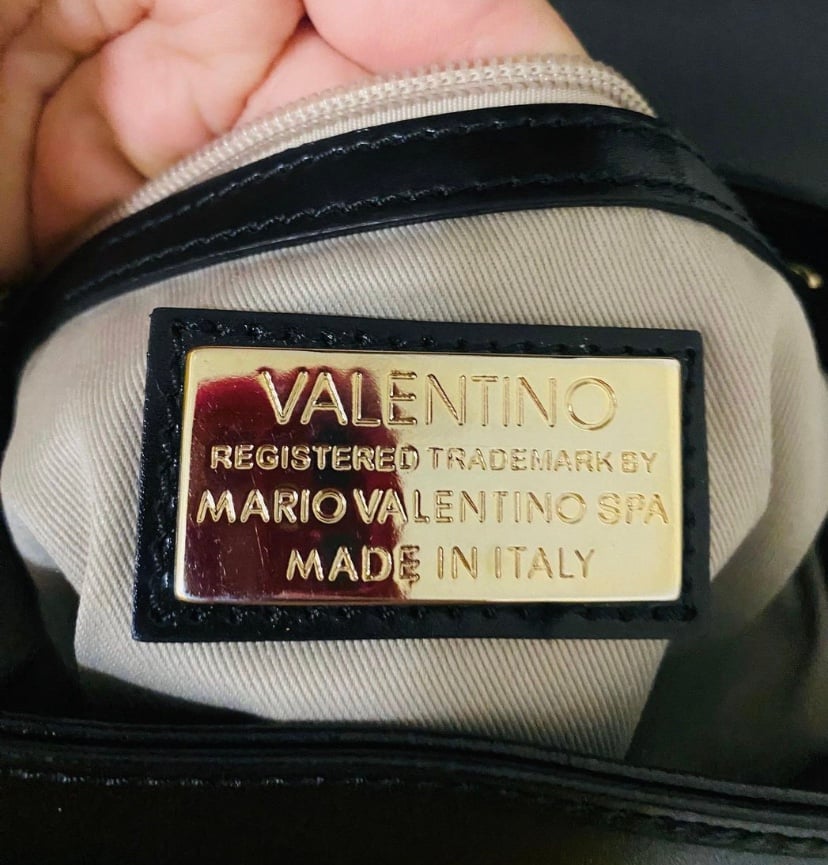 VALENTINO
REGISTERED TRADEMARK BY
MARIO VALENTINO SPA
MADE IN ITALY